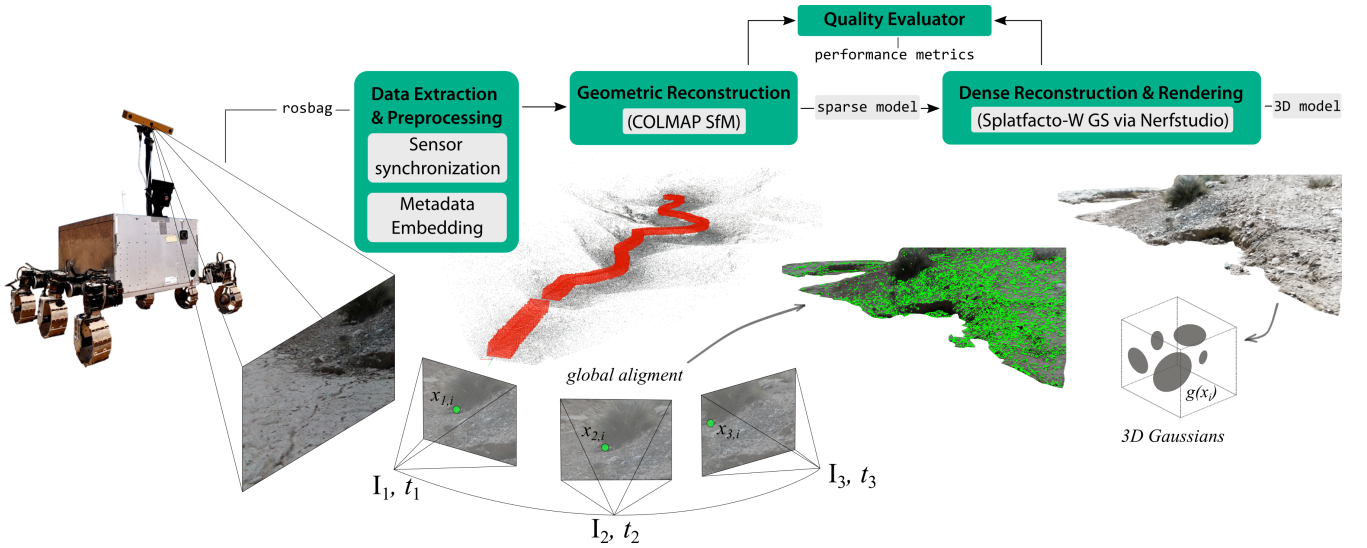 Quality Evaluator
performance metrics
rosbag
Data Extraction
& Preprocessing
Sensor
synchronization
Metadata
Embedding
Geometric Reconstruction
(COLMAP SfM)
sparse model
Dense Reconstruction & Rendering
(Splatfacto-W GS via Nerfstudio)
3D model
global aligment
x1,i
x2,i
x3,i
I1, t1
I2, t2
I3, t3
g(xi)
3D Gaussians